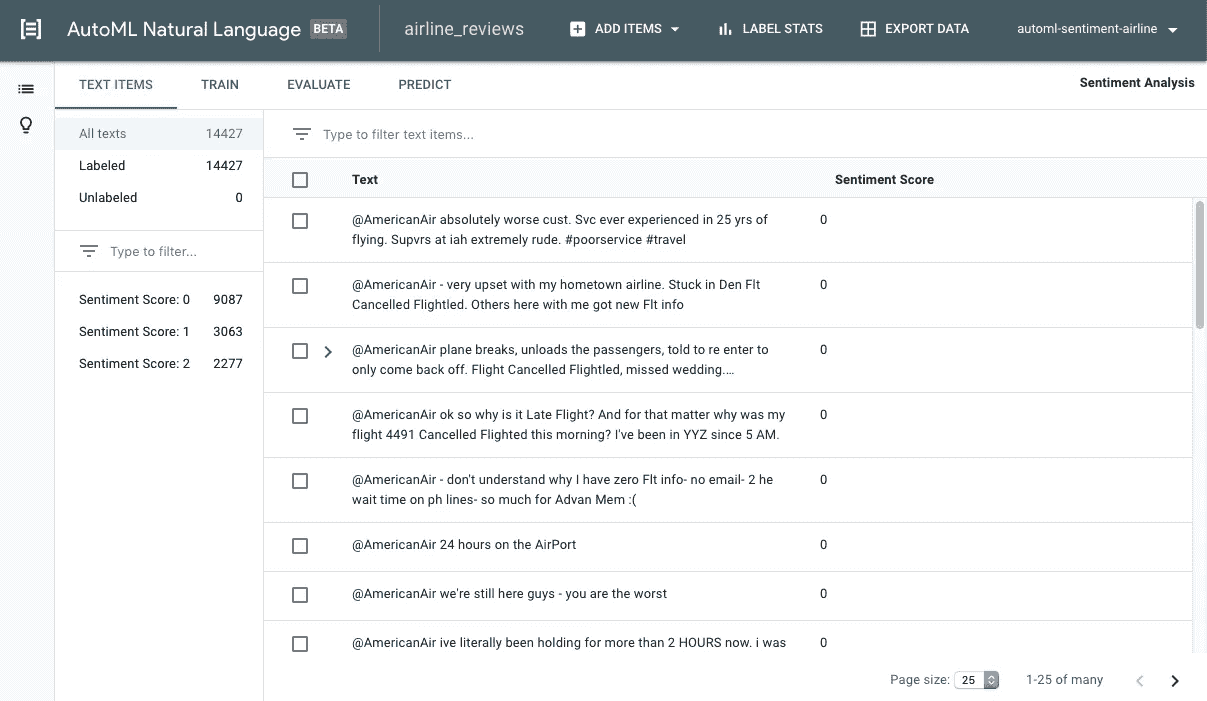 AutoML Natural Language BETA
airline_reviews
ADD ITEMS
LABEL STATS
EXPORT DATA
automl-sentiment-airline
TEXT ITEMS
TRAIN
EVALUATE
PREDICT
Sentiment Analysis
All texts 14427
Labeled 14427
Unlabeled 0
Type to filter...
Sentiment Score: 0 9087
Sentiment Score: 1 3063
Sentiment Score: 2 2277
Type to filter text items...
Text Sentiment Score
@AmericanAir absolutely worse cust. Svc ever experienced in 25 yrs of 0
flying. Supvrs at iah extremely rude. #poorservice #travel
@AmericanAir - very upset with my hometown airline. Stuck in Den Flt 0
Cancelled Flightled. Others here with me got new Flt info
@AmericanAir plane breaks, unloads the passengers, told to re enter to 0
only come back off. Flight Cancelled Flightled, missed wedding....
@AmericanAir ok so why is it Late Flight? And for that matter why was my 0
flight 4491 Cancelled Flighted this morning? I've been in YYZ since 5 AM.
@AmericanAir - don't understand why I have zero Flt info- no email- 2 he 0
wait time on ph lines- so much for Advan Mem :(
@AmericanAir 24 hours on the AirPort 0
@AmericanAir we're still here guys - you are the worst 0
@AmericanAir ive literally been holding for more than 2 HOURS now. i was 0
Page size: 25 1-25 of many